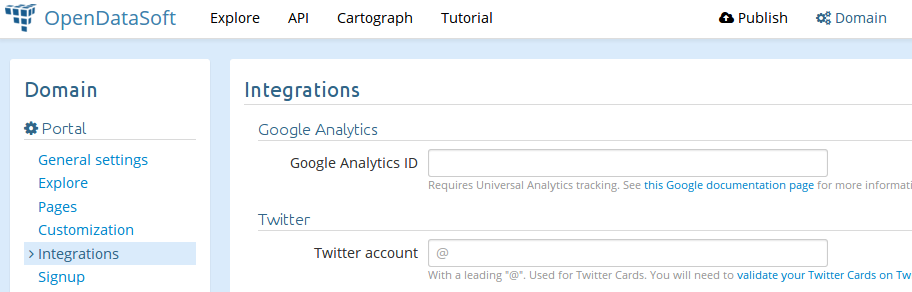 OpenDataSoft Explore API Cartograph Tutorial Publish Domain
Domain
Portal
General settings
Explore
Pages
Customization
Integrations
Signup
Integrations
Google Analytics
Google Analytics ID
Requires Universal Analytics tracking. See this Google documentation page for more informati
Twitter
Twitter account @
With a leading "@". Used for Twitter Cards. You will need to validate your Twitter Cards on Tw